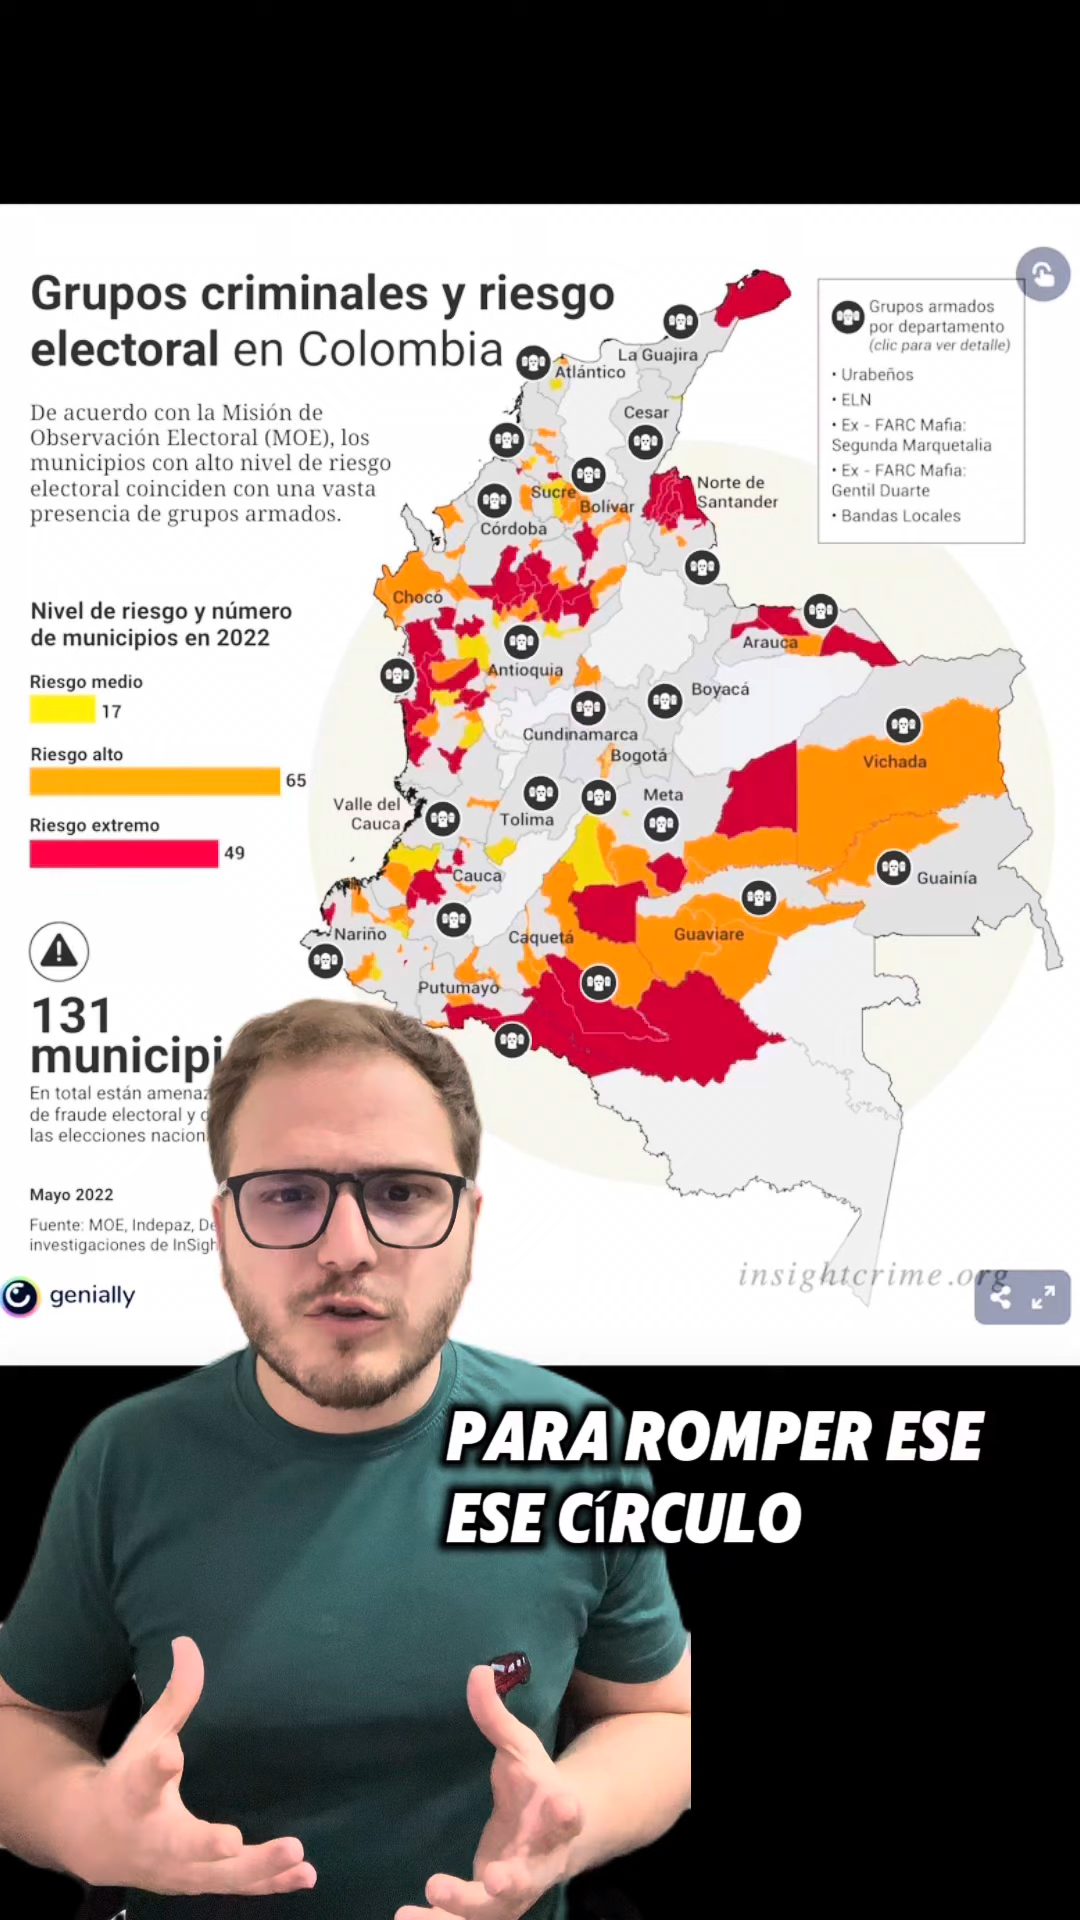 Grupos criminales y riesgo
electoral en Colombia
De acuerdo con la Misión de
Observación Electoral (MOE), los
municipios con alto nivel de riesgo
electoral coinciden con una vasta
presencia de grupos armados.
Nivel de riesgo y número
de municipios en 2022
Riesgo medio
17
Riesgo alto
65
Riesgo extremo
49
131
municipi
En total están amenaz
de fraude electoral y d
las elecciones nacion
Mayo 2022
Fuente: MOE, Indepaz, De
investigaciones de InSigh
genially
Grupos armados
por departamento
(clic para ver detalle)
• Urabeños
• ELN
• Ex - FARC Mafia:
Segunda Marquetalia
• Ex - FARC Mafia:
Gentil Duarte
• Bandas Locales
La Guajira
Atlántico
Cesar
Norte de
Santander
Sucre
Bolívar
Córdoba
Chocó
Antioquia
Arauca
Boyacá
Cundinamarca
Bogotá
Vichada
Valle del
Cauca
Tolima
Meta
Cauca
Guainía
Nariño
Caquetá
Guaviare
Putumayo
insightcrime.org
PARA ROMPER ESE
ESE CíRCULO